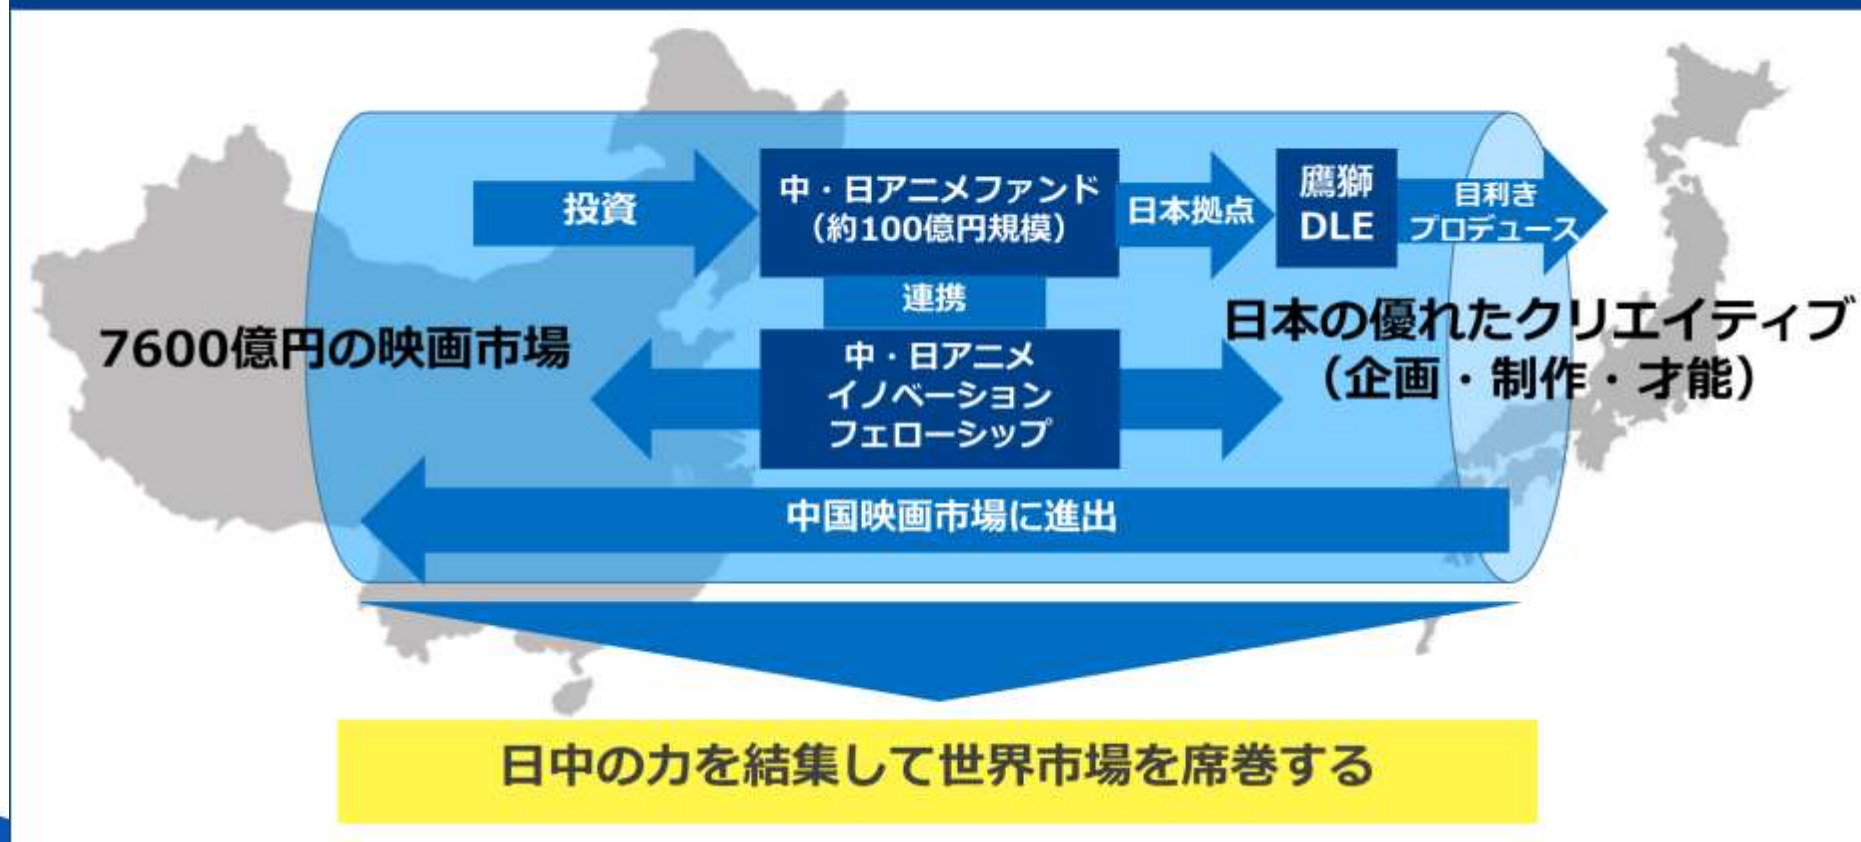 投資
中・日アニメファンド
（約100億円規模）
日本拠点
鷹獅
DLE
目利き
プロデュース
連携
7600億円の映画市場
中・日アニメ
イノベーション
フェローシップ
日本の優れたクリエイティブ
（企画・制作・才能）
中国映画市場に進出
日中の力を結集して世界市場を席巻する